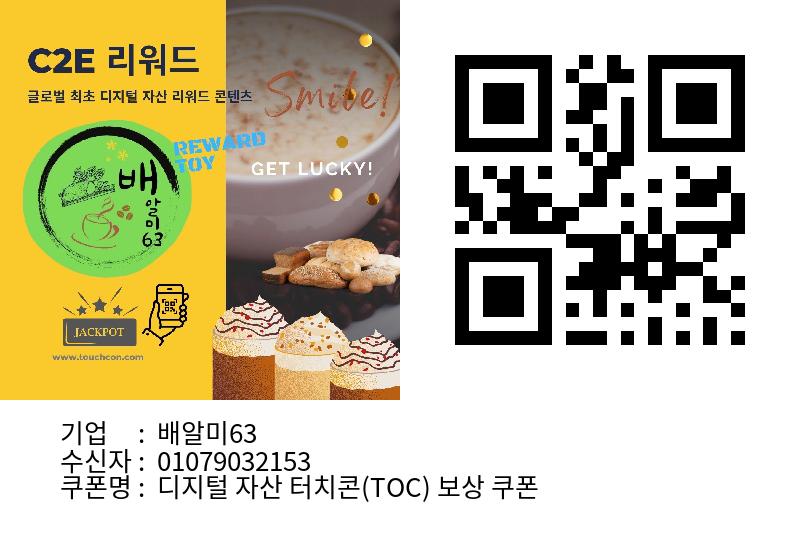 C2E 리워드
글로벌 최초 디지털 자산 리워드 콘텐츠
Smile!
REWARD
TOY
GET LUCKY!
배
알
미
63
JACKPOT
www.touchcon.com
기업 : 배알미63
수신자 : 01079032153
쿠폰명 : 디지털 자산 터치콘(TOC) 보상 쿠폰